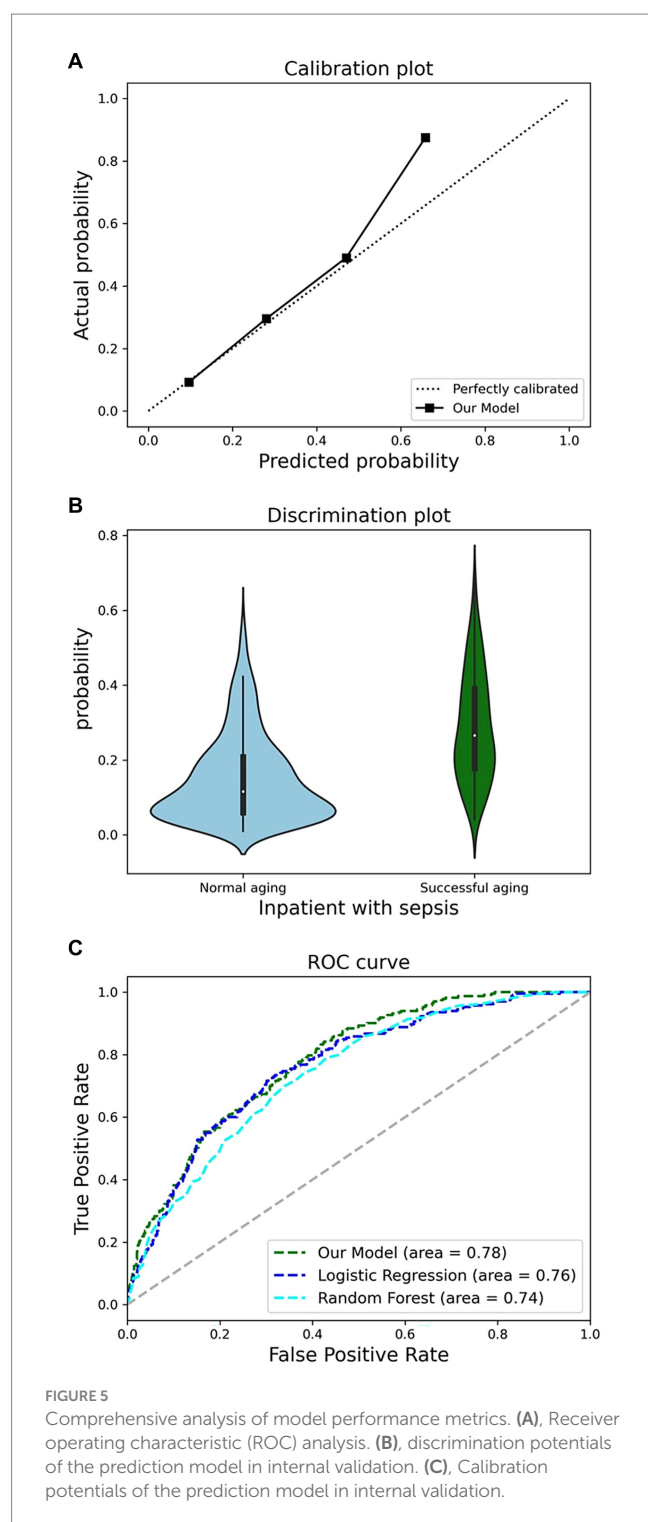 A
Calibration plot
1.0
0.8
0.6
0.4
0.2
0.0
Actual probability
Perfectly calibrated
Our Model
0.0 0.2 0.4 0.6 0.8 1.0
Predicted probability
B
Discrimination plot
0.8
0.6
0.4
0.2
0.0
probability
Normal aging Successful aging
Inpatient with sepsis
C
ROC curve
1.0
0.8
0.6
0.4
0.2
0.0
True Positive Rate
Our Model (area = 0.78)
Logistic Regression (area = 0.76)
Random Forest (area = 0.74)
0.0 0.2 0.4 0.6 0.8 1.0
False Positive Rate
FIGURE 5
Comprehensive analysis of model performance metrics. (A), Receiver
operating characteristic (ROC) analysis. (B), discrimination potentials
of the prediction model in internal validation. (C), Calibration
potentials of the prediction model in internal validation.